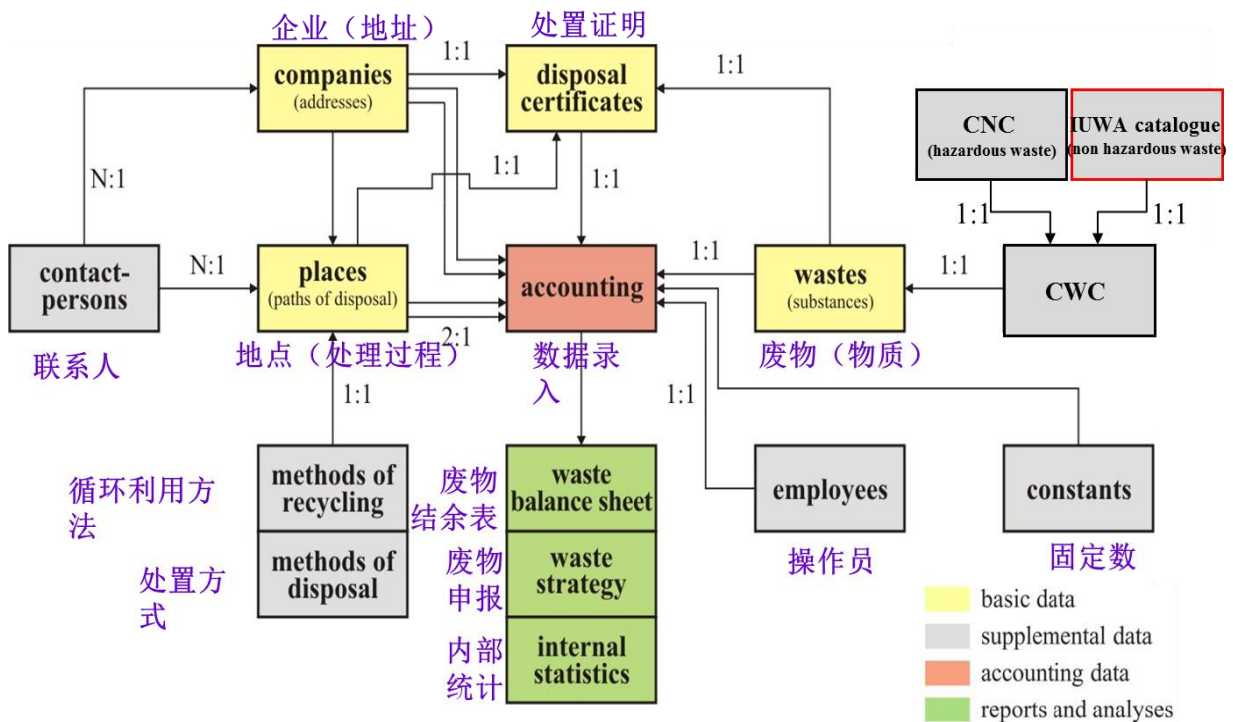 企业（地址）
处置证明
companies
(addresses)
1:1
disposal
certificates
1:1
CNC
(hazardous waste)
IUWA catalogue
(non hazardous waste)
N:1
1:1
1:1
1:1
1:1
contact-
persons
N:1
places
(paths of disposal)
2:1
accounting
1:1
wastes
(substances)
1:1
CWC
联系人
地点（处理过程）
数据录
入
废物（物质）
1:1
1:1
循环利用方
法
methods of
recycling
废物
结余表
waste
balance sheet
employees
constants
处置方
式
methods of
disposal
废物
申报
waste
strategy
操作员
固定数
内部
统计
internal
statistics
basic data
supplemental data
accounting data
reports and analyses